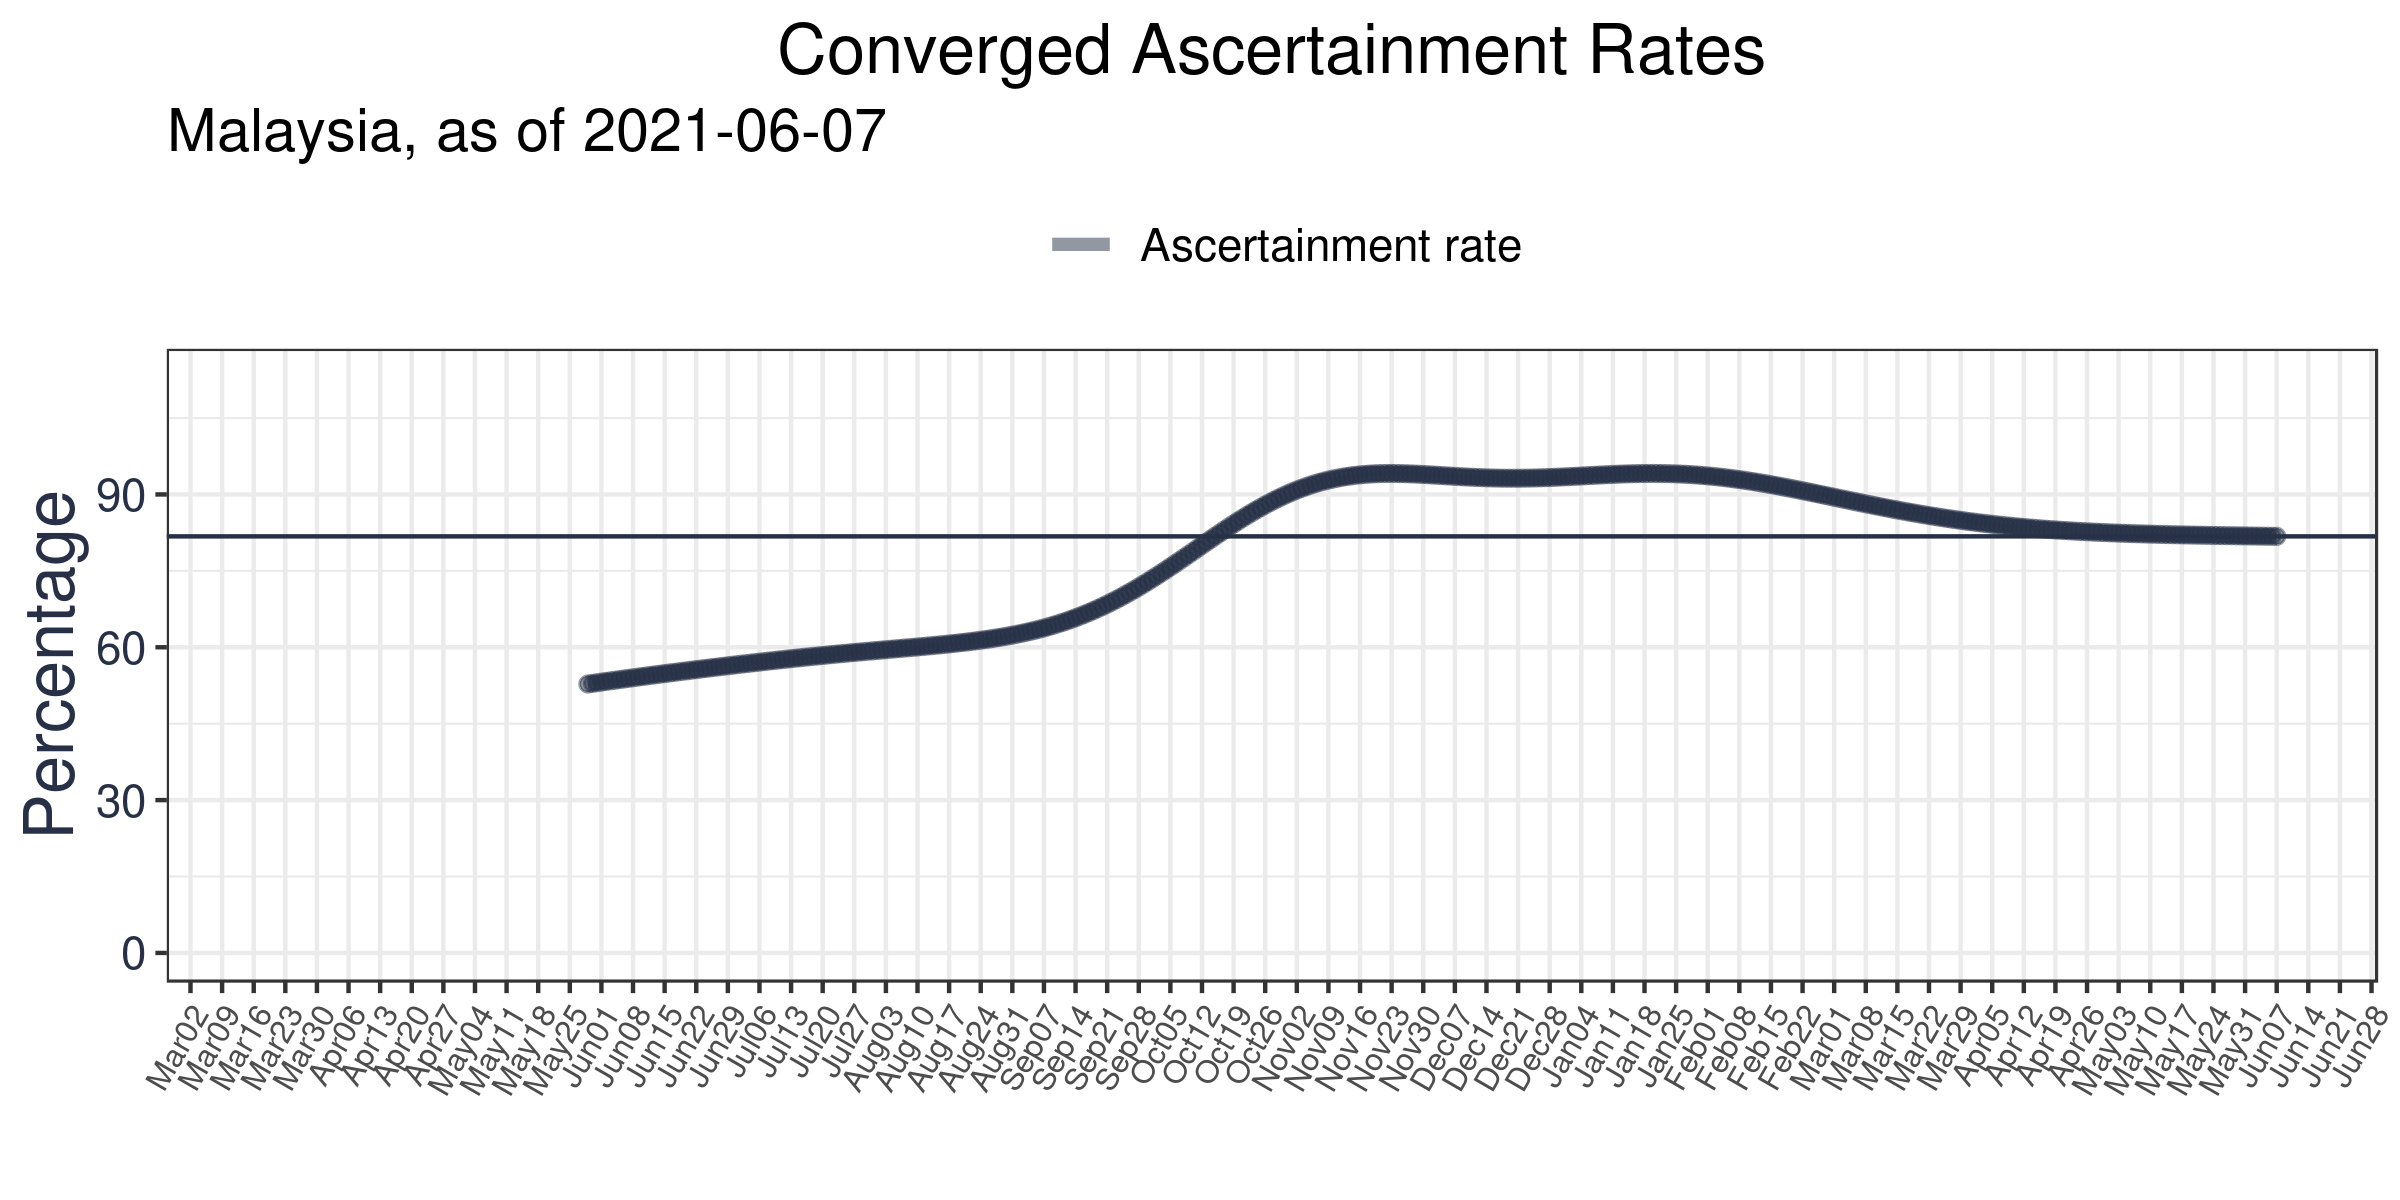 Converged Ascertainment Rates
Malaysia, as of 2021-06-07
Ascertainment rate
Percentage
90
60
30
0
Mar02 Mar09 Mar16 Mar23 Mar30 Apr06 Apr13 Apr20 Apr27 May04 May11 May18 May25 Jun01 Jun08 Jun15 Jun22 Jun29 Jul06 Jul13 Jul20 Jul27 Aug03 Aug10 Aug17 Aug24 Aug31 Sep07 Sep14 Sep21 Sep28 Oct05 Oct12 Oct19 Oct26 Nov02 Nov09 Nov16 Nov23 Nov30 Dec07 Dec14 Dec21 Dec28 Jan04 Jan11 Jan18 Jan25 Feb01 Feb08 Feb15 Feb22 Mar01 Mar08 Mar15 Mar22 Mar29 Apr05 Apr12 Apr19 Apr26 May03 May10 May17 May24 May31 Jun07 Jun14 Jun21 Jun28